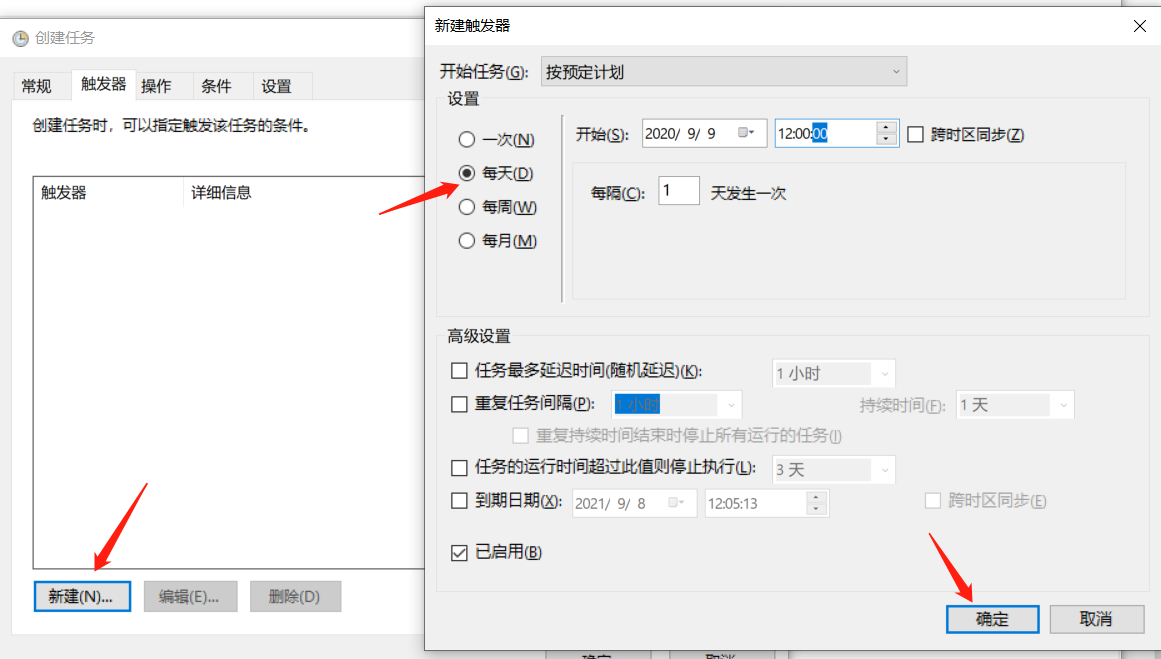 创建任务
常规 触发器 操作 条件 设置
创建任务时，可以指定触发该任务的条件。
触发器 详细信息
新建(N)... 编辑(E)... 删除(D)
新建触发器
开始任务(G): 按预定计划
设置
一次(N)
每天(D)
每周(W)
每月(M)
开始(S): 2020/ 9/ 9 12:00:00 跨时区同步(Z)
每隔(C): 1 天发生一次
高级设置
任务最多延迟时间(随机延迟)(K): 1 小时
重复任务间隔(P): 1 小时 持续时间(F): 1 天
重复持续时间结束时停止所有运行的任务(I)
任务的运行时间超过此值则停止执行(L): 3 天
到期日期(X): 2021/ 9/ 8 12:05:13 跨时区同步(E)
已启用(B)
确定 取消
确定 取消